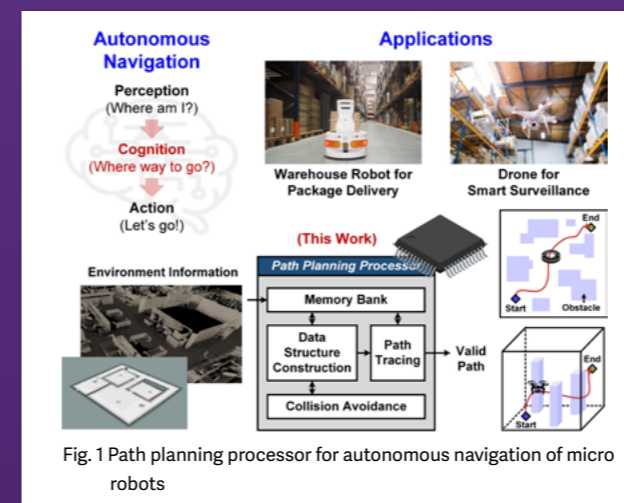 Autonomous
Navigation
Perception
(Where am I?)
Cognition
(Where way to go?)
Action
(Let's go!)
Applications
Warehouse Robot for
Package Delivery
Drone for
Smart Surveillance
Environment Information
(This Work)
Path Planning Processor
Memory Bank
Data
Structure
Construction
Path
Tracing
Collision Avoidance
Valid
Path
End
Start
Obstacle
End
Start
Fig. 1 Path planning processor for autonomous navigation of micro
robots